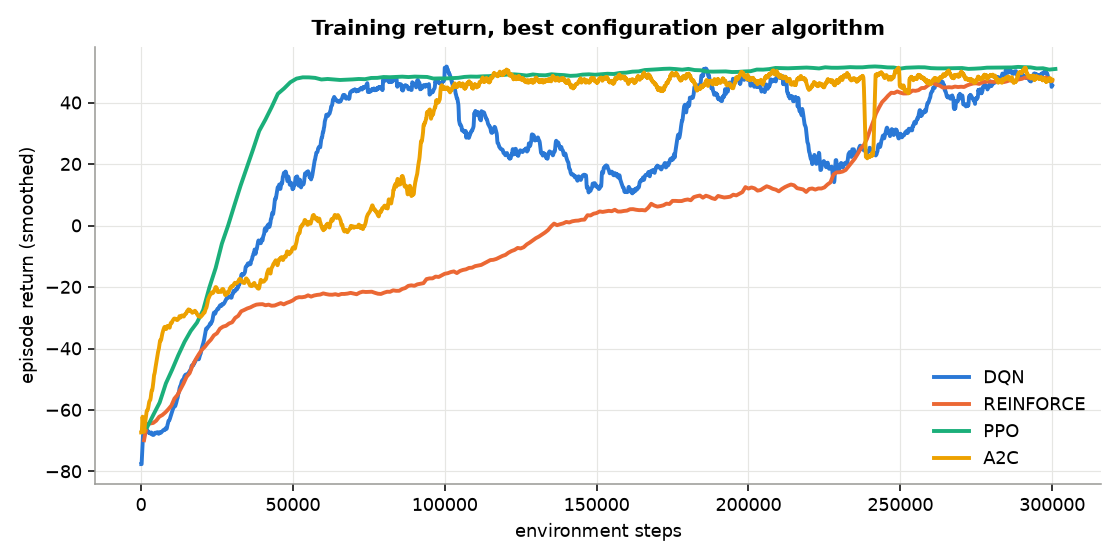 Training return, best configuration per algorithm
episode return (smoothed)
40
20
0
−20
−40
−60
−80
0
50000
100000
150000
200000
250000
300000
environment steps
DQN
REINFORCE
PPO
A2C